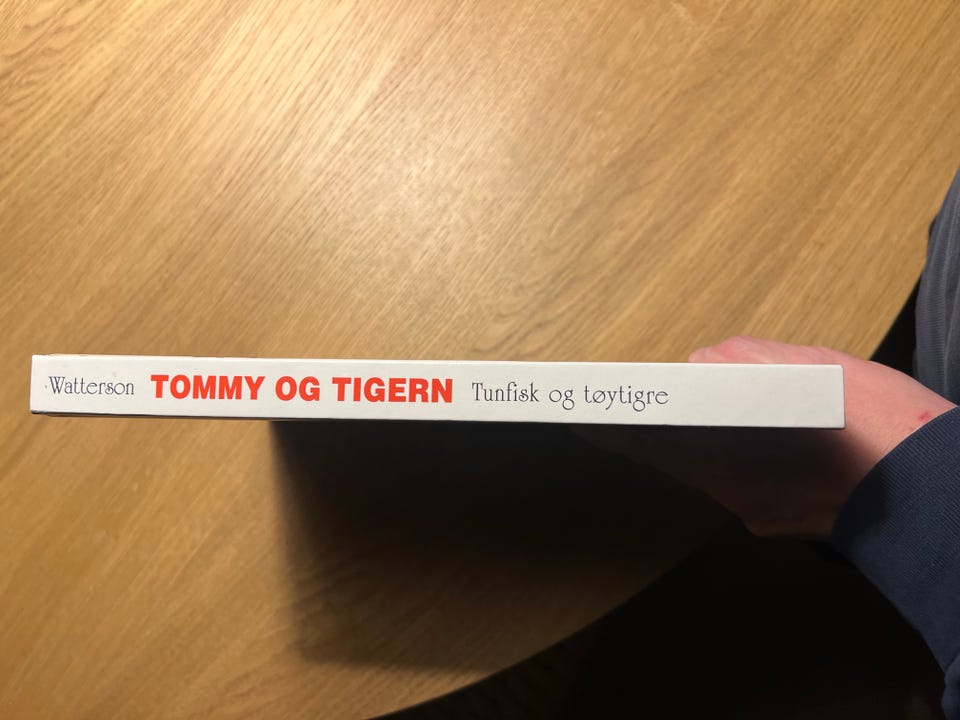 Watterson TOMMY OG TIGERN Tunfisk og tøytigre